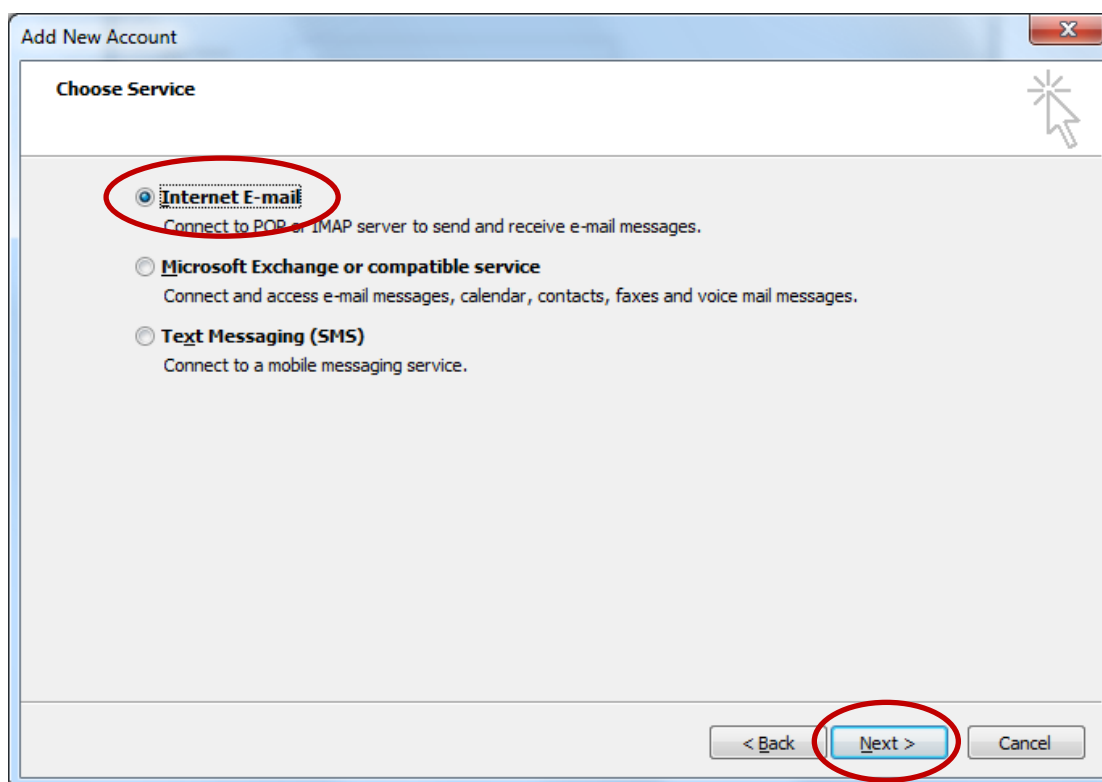 Add New Account
x
Choose Service
Internet E-mail
Connect to POP or IMAP server to send and receive e-mail messages.
Microsoft Exchange or compatible service
Connect and access e-mail messages, calendar, contacts, faxes and voice mail messages.
Text Messaging (SMS)
Connect to a mobile messaging service.
< Back Next > Cancel